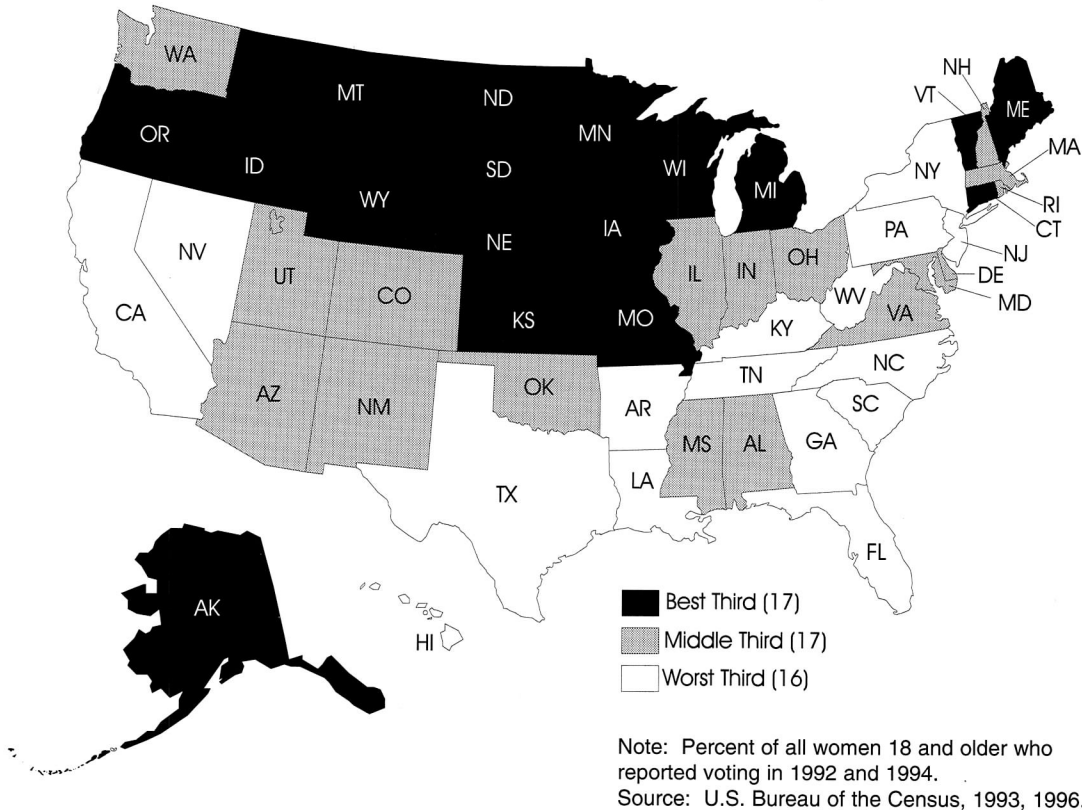 WA
MT
ND
MN
OR
ID
SD
WI
WY
MI
NE
IA
NH
VT
ME
MA
NY
RI
CT
NV
UT
CO
IL
IN
OH
PA
NJ
DE
MD
WV
VA
CA
KS
MO
KY
NC
TN
AZ
NM
OK
AR
SC
MS
AL
GA
TX
LA
FL
AK
HI
Best Third (17)
Middle Third (17)
Worst Third (16)
Note: Percent of all women 18 and older who
reported voting in 1992 and 1994.
Source: U.S. Bureau of the Census, 1993, 1996.